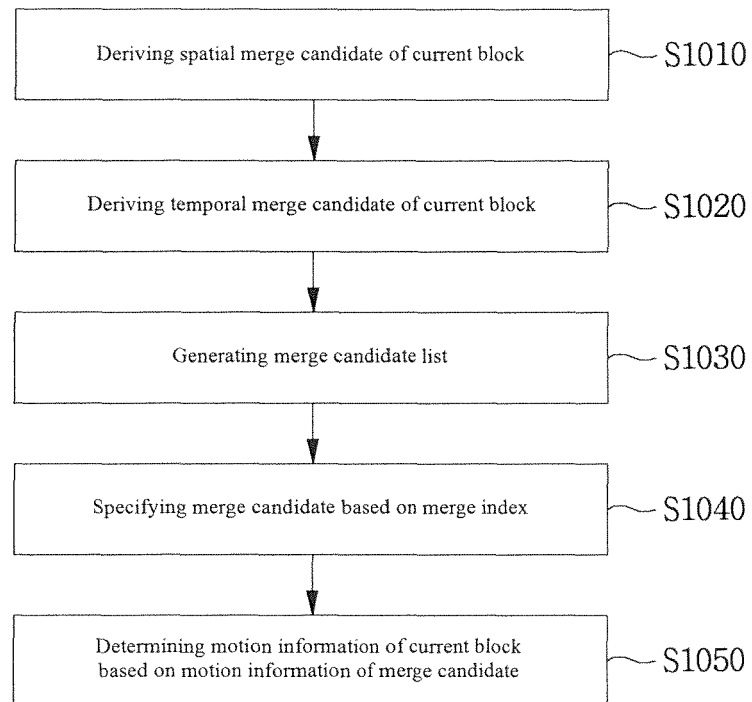 Deriving spatial merge candidate of current block
S1010
Deriving temporal merge candidate of current block
S1020
Generating merge candidate list
S1030
Specifying merge candidate based on merge index
S1040
Determining motion information of current block
based on motion information of merge candidate
S1050